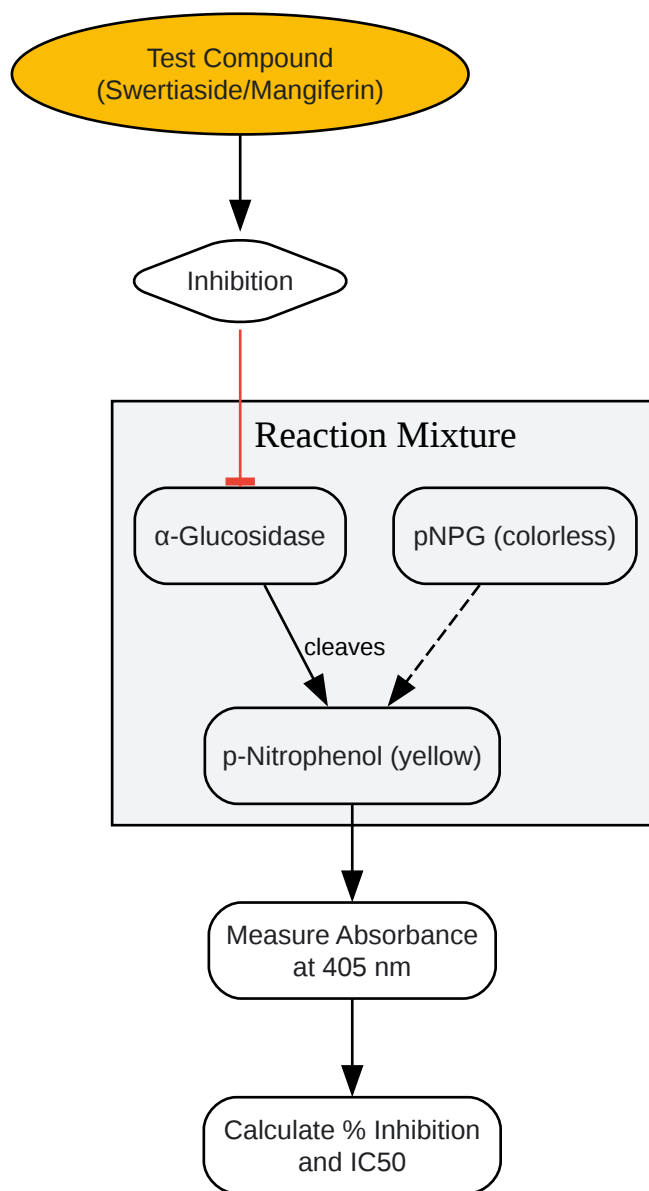 Test Compound
(Swertiaside/Mangiferin)
Inhibition
Reaction Mixture
α-Glucosidase
pNPG (colorless)
cleaves
p-Nitrophenol (yellow)
Measure Absorbance
at 405 nm
Calculate % Inhibition
and IC50